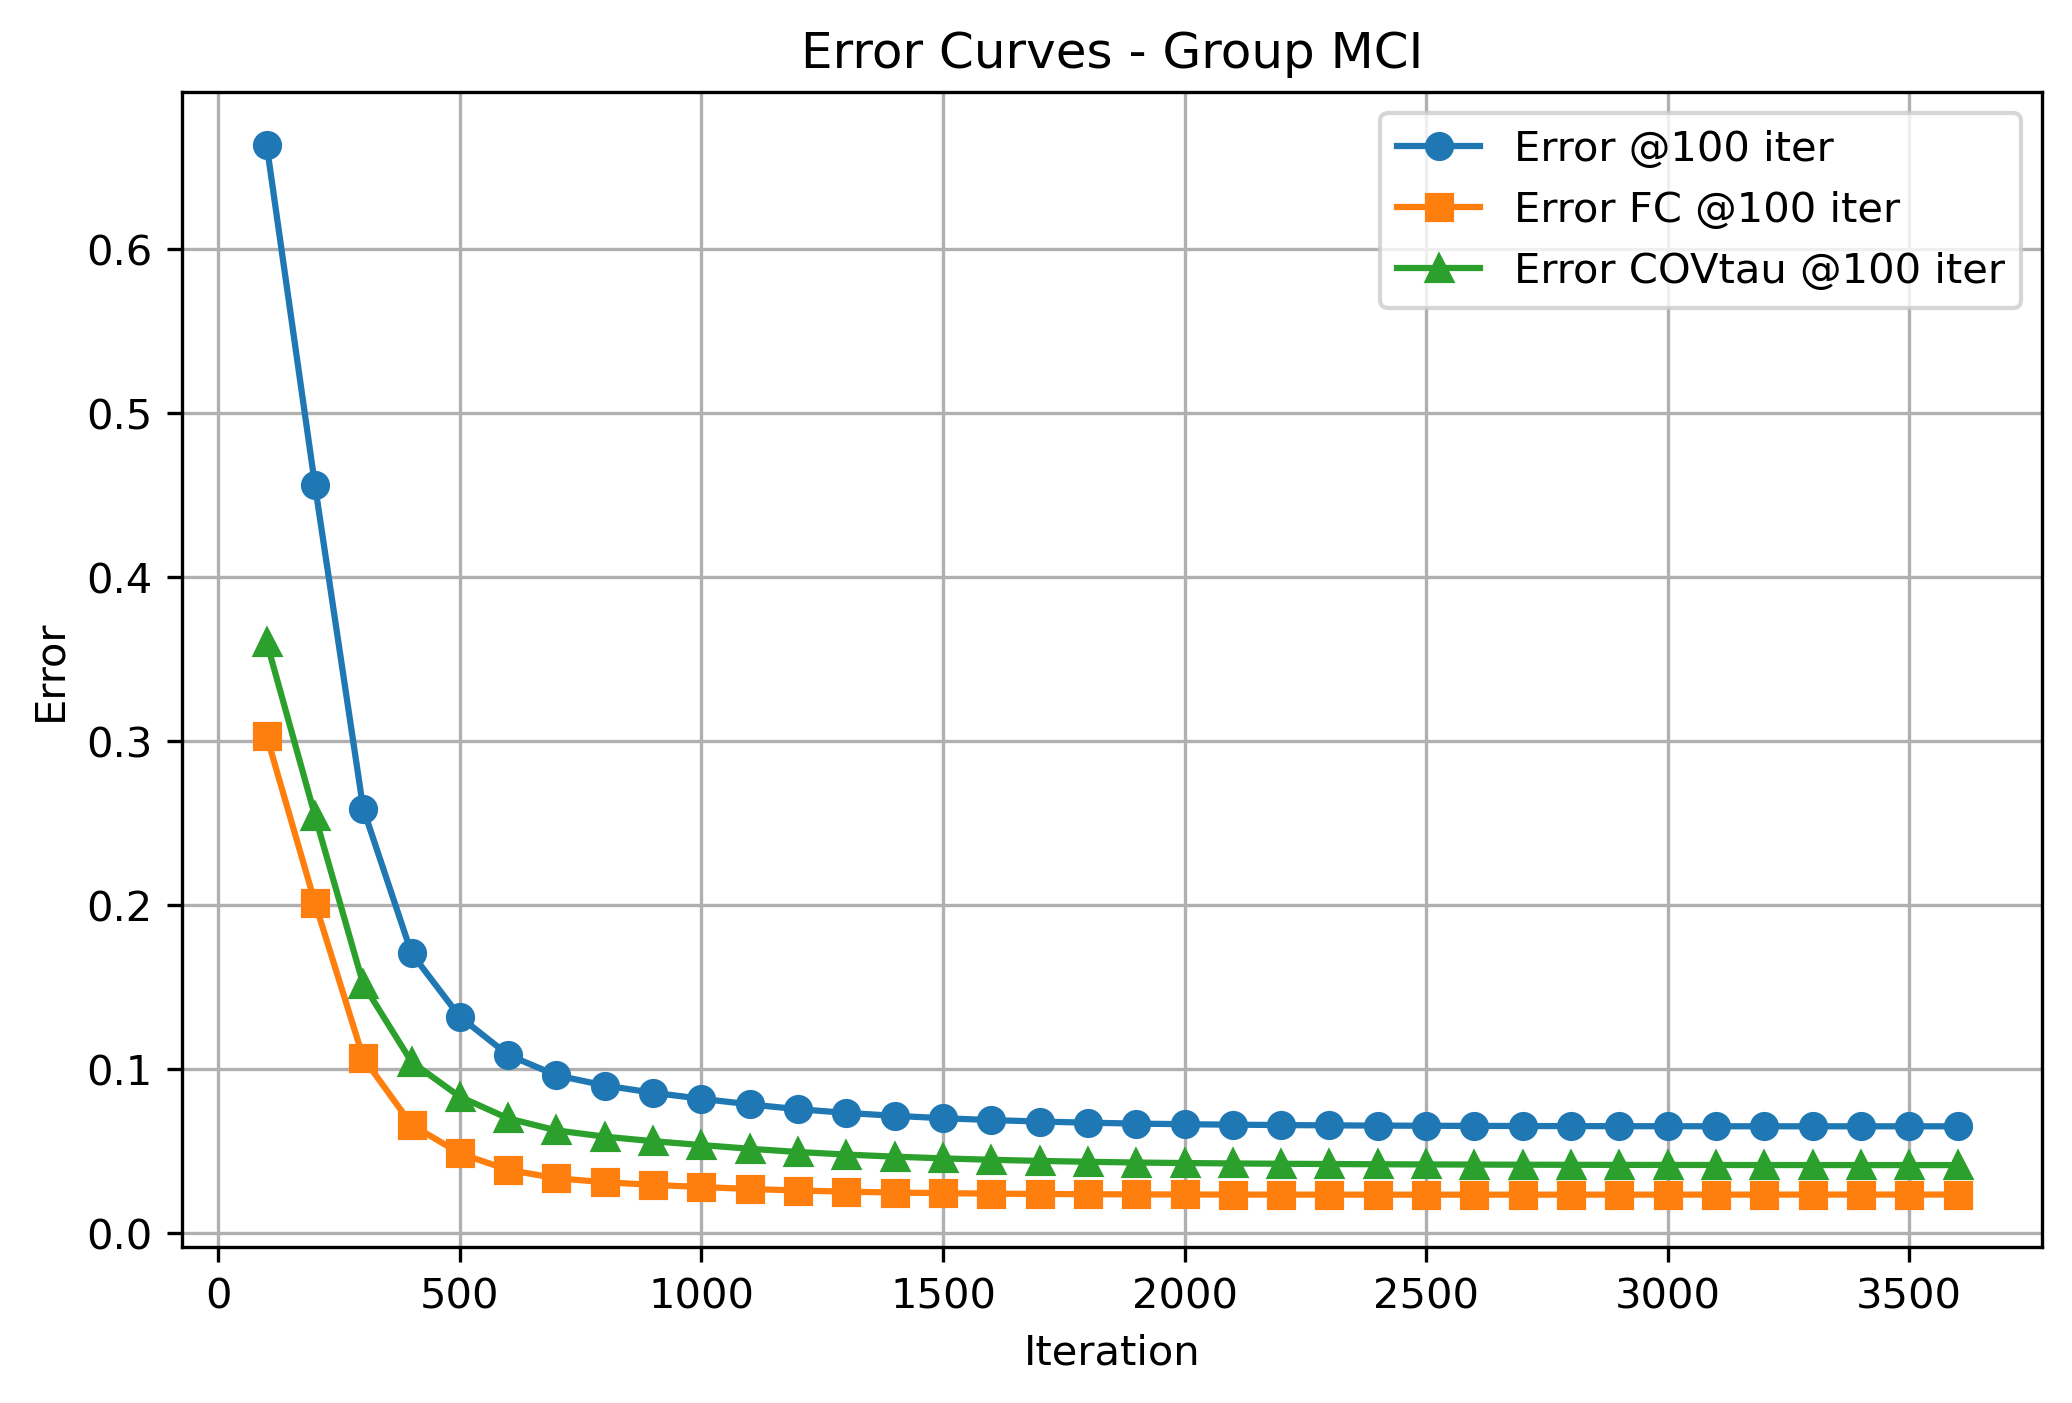 Error Curves - Group MCI
Error @100 iter
Error FC @100 iter
Error COVtau @100 iter
0.6
0.5
0.4
0.3
0.2
0.1
0.0
Error
0 500 1000 1500 2000 2500 3000 3500
Iteration